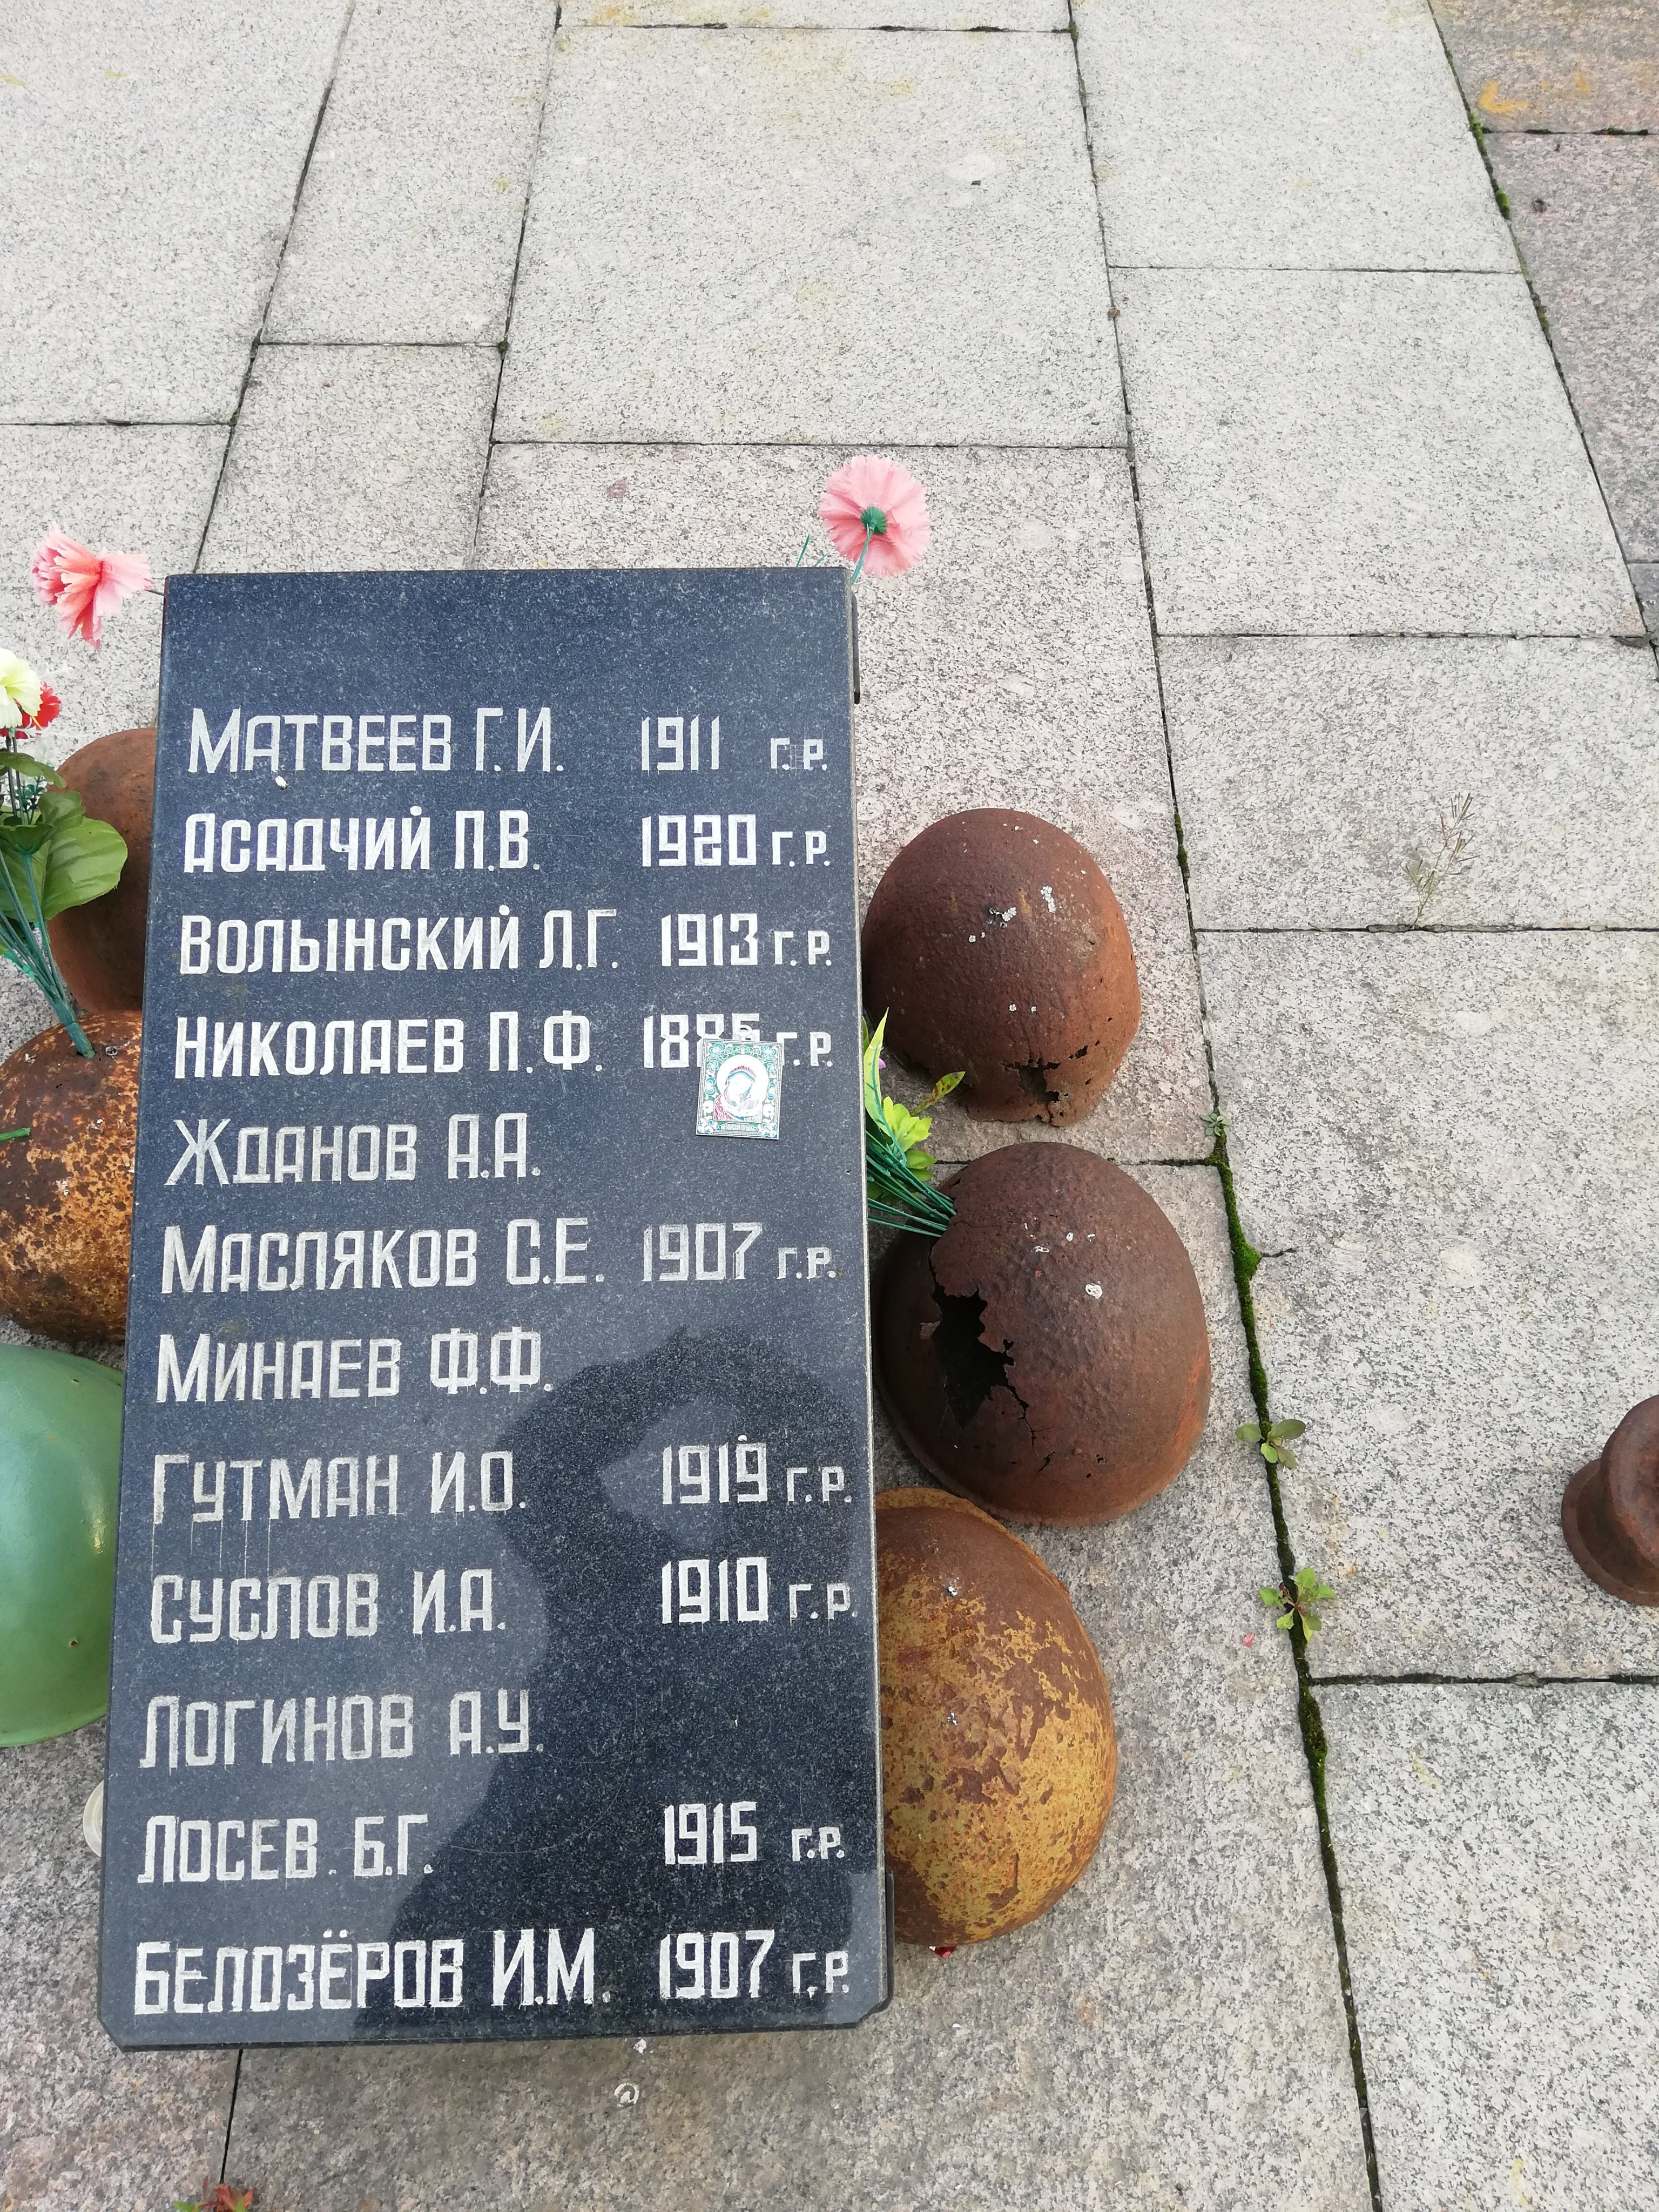 Матвеев Г.И. 1911 г.р.
Асадчий П.В. 1920 г.р.
Волынский Л.Г. 1913 г.р.
Николаев П.Ф. г.р.
Жданов А.А.
Масляков С.Е. 1907 г.р.
Минаев Ф.Ф.
Гутман И.О. 1919 г.р.
Суслов И.А. 1910 г.р.
Логинов А.У.
Лосев Б.Г. 1915 г.р.
Белозёров И.М. 1907 г.р.